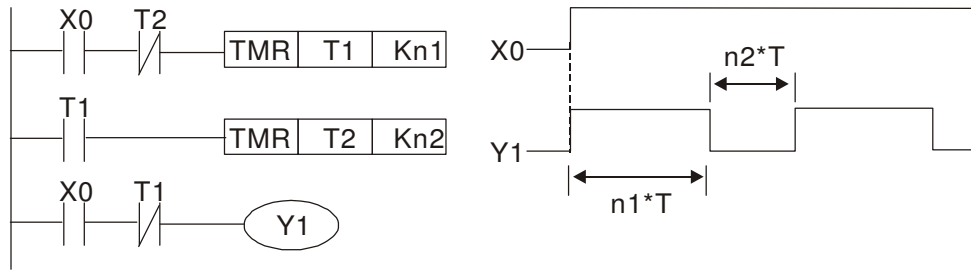 X0 T2
TMR T1 Kn1
T1
TMR T2 Kn2
X0 T1
Y1
X0
n2*T
Y1
n1*T